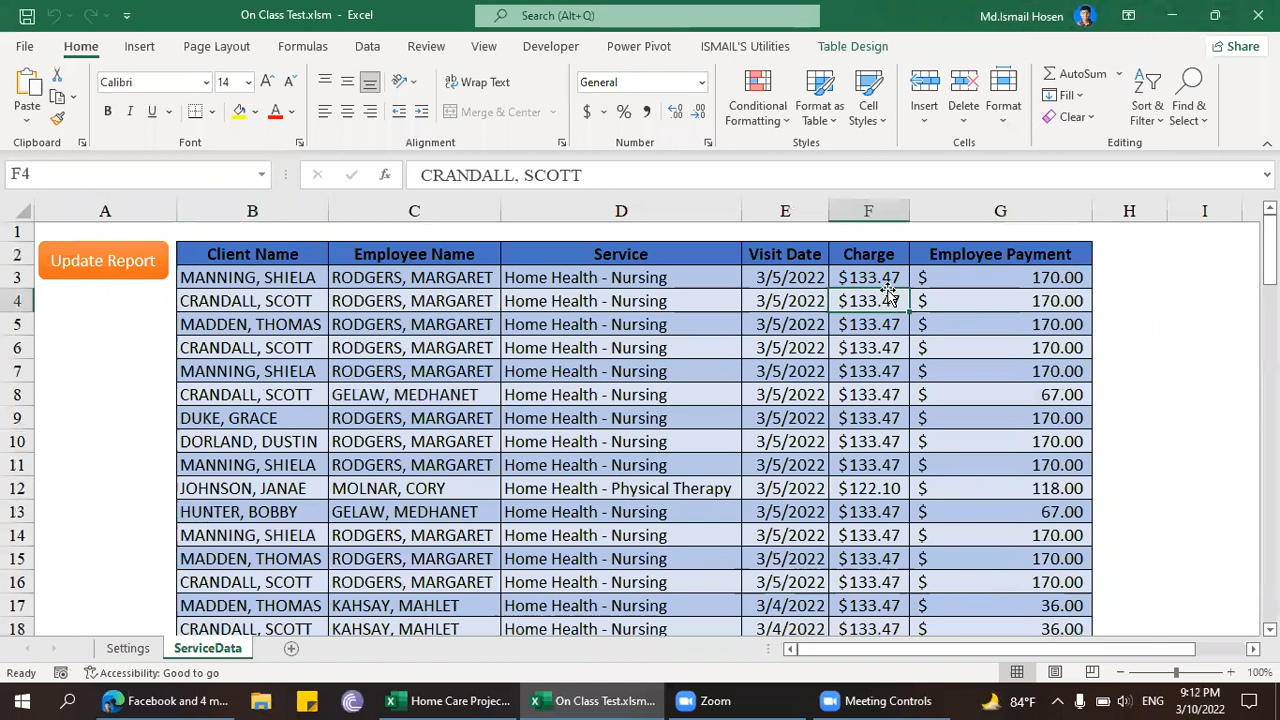 On Class Test.xlsm - Excel
Search (Alt+Q)
Md.Ismail Hosen
File Home Insert Page Layout Formulas Data Review View Developer Power Pivot ISMAIL'S Utilities Table Design Share
Paste
Clipboard
Calibri 14
B I U
Font
Wrap Text
Merge & Center
Alignment
General
$ % ,
Number
Conditional Formatting
Format as Table
Cell Styles
Styles
Insert Delete Format
Cells
AutoSum
Fill
Clear
Sort & Filter
Find & Select
Editing
F4 fx CRANDALL, SCOTT
A B C D E F G H I
1
2 Update Report Client Name Employee Name Service Visit Date Charge Employee Payment
3 MANNING, SHIELA RODGERS, MARGARET Home Health - Nursing 3/5/2022 $133.47 $ 170.00
4 CRANDALL, SCOTT RODGERS, MARGARET Home Health - Nursing 3/5/2022 $133.47 $ 170.00
5 MADDEN, THOMAS RODGERS, MARGARET Home Health - Nursing 3/5/2022 $133.47 $ 170.00
6 CRANDALL, SCOTT RODGERS, MARGARET Home Health - Nursing 3/5/2022 $133.47 $ 170.00
7 MANNING, SHIELA RODGERS, MARGARET Home Health - Nursing 3/5/2022 $133.47 $ 170.00
8 CRANDALL, SCOTT GELAW, MEDHANET Home Health - Nursing 3/5/2022 $133.47 $ 67.00
9 DUKE, GRACE RODGERS, MARGARET Home Health - Nursing 3/5/2022 $133.47 $ 170.00
10 DORLAND, DUSTIN RODGERS, MARGARET Home Health - Nursing 3/5/2022 $133.47 $ 170.00
11 MANNING, SHIELA RODGERS, MARGARET Home Health - Nursing 3/5/2022 $133.47 $ 170.00
12 JOHNSON, JANAE MOLNAR, CORY Home Health - Physical Therapy 3/5/2022 $122.10 $ 118.00
13 HUNTER, BOBBY GELAW, MEDHANET Home Health - Nursing 3/5/2022 $133.47 $ 67.00
14 MANNING, SHIELA RODGERS, MARGARET Home Health - Nursing 3/5/2022 $133.47 $ 170.00
15 MADDEN, THOMAS RODGERS, MARGARET Home Health - Nursing 3/5/2022 $133.47 $ 170.00
16 CRANDALL, SCOTT RODGERS, MARGARET Home Health - Nursing 3/5/2022 $133.47 $ 170.00
17 MADDEN, THOMAS KAHSAY, MAHLET Home Health - Nursing 3/4/2022 $133.47 $ 36.00
18 CRANDALL, SCOTT KAHSAY, MAHLET Home Health - Nursing 3/4/2022 $133.47 $ 36.00
Settings ServiceData
Ready Accessibility: Good to go 100%
Facebook and 4 m... Home Care Projec... On Class Test.xlsm... Zoom Meeting Controls 84°F ENG 9:12 PM
3/10/2022